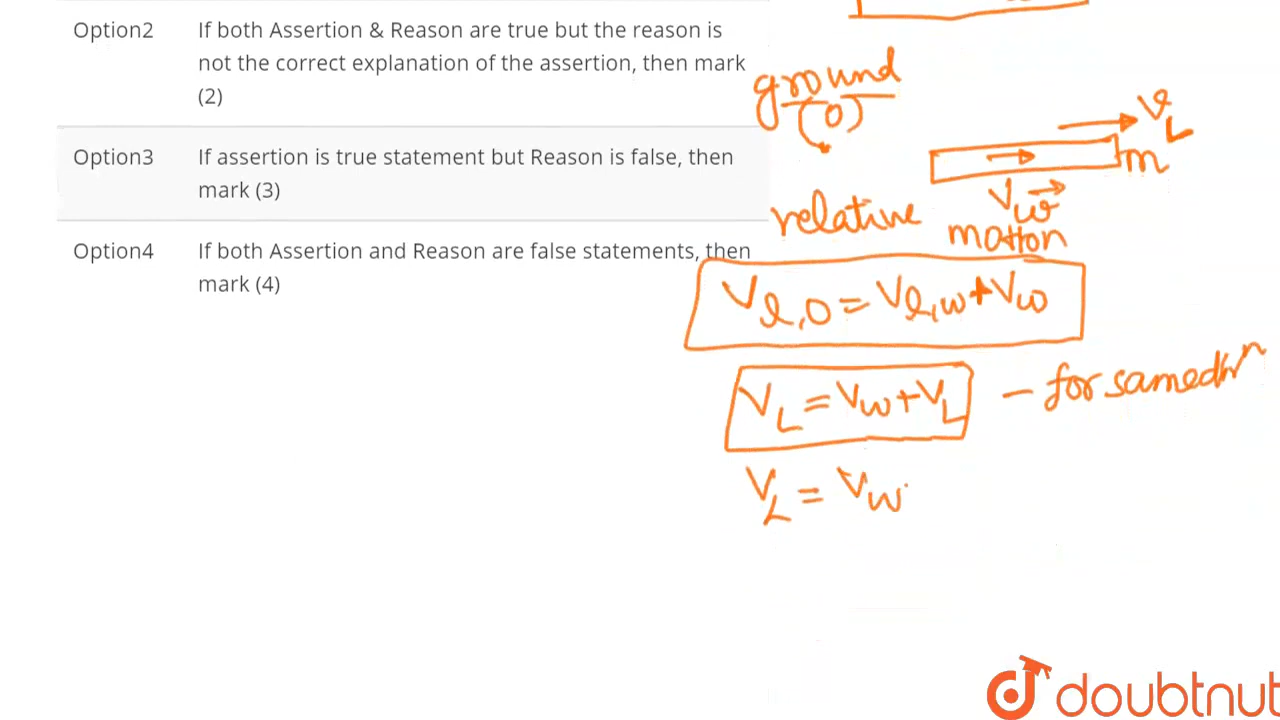 Option2 If both Assertion & Reason are true but the reason is
not the correct explanation of the assertion, then mark
(2)
Option3 If assertion is true statement but Reason is false, then
mark (3)
Option4 If both Assertion and Reason are false statements, then
mark (4)
ground
(0)
V_L
m
V_w
relative motion
V_l,0 = V_l,w + V_w
V_L = V_w + V_L — for same dirⁿ
V_L = V_w
doubtnut